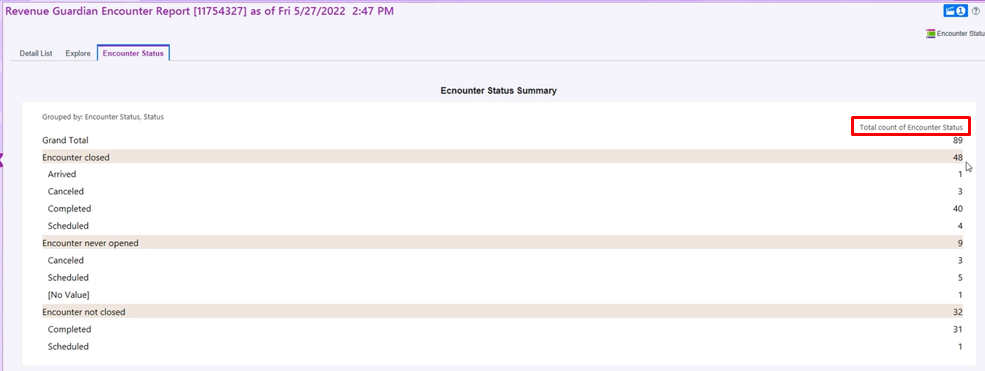 Revenue Guardian Encounter Report [11754327] as of Fri 5/27/2022 2:47 PM
1
Encounter Statu
Detail List Explore Encounter Status
Ecnounter Status Summary
Grouped by: Encounter Status, Status
Total count of Encounter Status
Grand Total 89
Encounter closed 48
Arrived 1
Canceled 3
Completed 40
Scheduled 4
Encounter never opened 9
Canceled 3
Scheduled 5
[No Value] 1
Encounter not closed 32
Completed 31
Scheduled 1